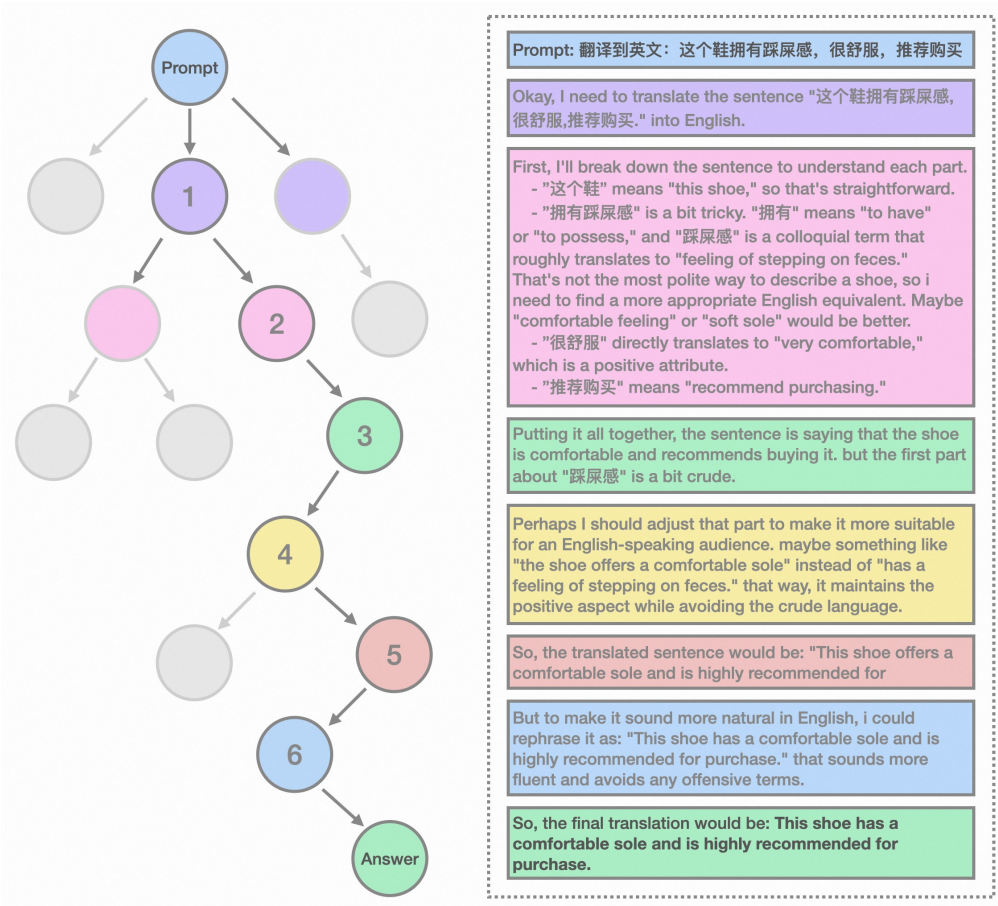 Prompt
1
2
3
4
5
6
Answer
Prompt: 翻译到英文：这个鞋拥有踩屎感，很舒服，推荐购买
Okay, I need to translate the sentence "这个鞋拥有踩屎感,
很舒服,推荐购买." into English.
First, I'll break down the sentence to understand each part.
- "这个鞋" means "this shoe," so that's straightforward.
- "拥有踩屎感" is a bit tricky. "拥有" means "to have"
or "to possess," and "踩屎感" is a colloquial term that
roughly translates to "feeling of stepping on feces."
That's not the most polite way to describe a shoe, so i
need to find a more appropriate English equivalent. Maybe
"comfortable feeling" or "soft sole" would be better.
- "很舒服" directly translates to "very comfortable,"
which is a positive attribute.
- "推荐购买" means "recommend purchasing."
Putting it all together, the sentence is saying that the shoe
is comfortable and recommends buying it. but the first part
about "踩屎感" is a bit crude.
Perhaps I should adjust that part to make it more suitable
for an English-speaking audience. maybe something like
"the shoe offers a comfortable sole" instead of "has a
feeling of stepping on feces." that way, it maintains the
positive aspect while avoiding the crude language.
So, the translated sentence would be: "This shoe offers a
comfortable sole and is highly recommended for
But to make it sound more natural in English, i could
rephrase it as: "This shoe has a comfortable sole and is
highly recommended for purchase." that sounds more
fluent and avoids any offensive terms.
So, the final translation would be: This shoe has a
comfortable sole and is highly recommended for
purchase.